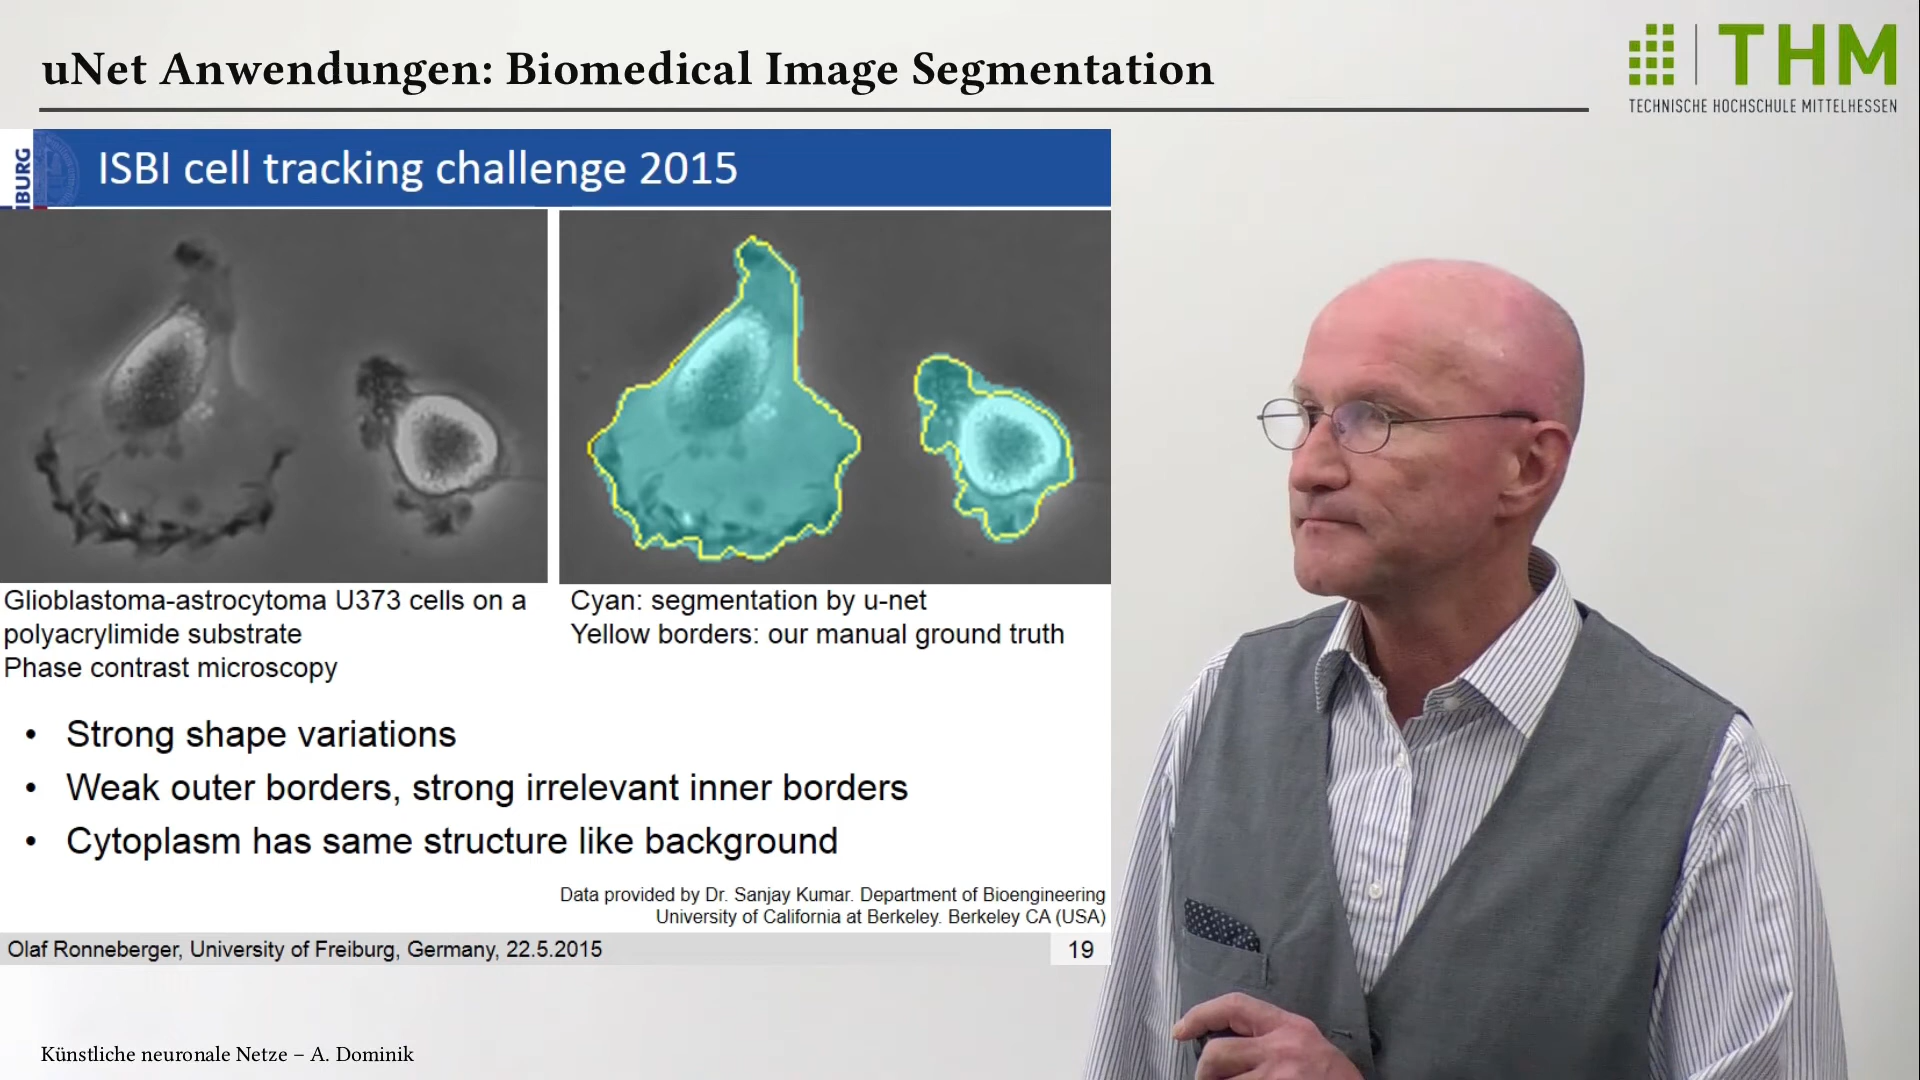 uNet Anwendungen: Biomedical Image Segmentation
THM
TECHNISCHE HOCHSCHULE MITTELHESSEN
BURG
ISBI cell tracking challenge 2015
Glioblastoma-astrocytoma U373 cells on a
polyacrylimide substrate
Phase contrast microscopy
Cyan: segmentation by u-net
Yellow borders: our manual ground truth
• Strong shape variations
• Weak outer borders, strong irrelevant inner borders
• Cytoplasm has same structure like background
Data provided by Dr. Sanjay Kumar. Department of Bioengineering
University of California at Berkeley. Berkeley CA (USA)
Olaf Ronneberger, University of Freiburg, Germany, 22.5.2015
19
Künstliche neuronale Netze – A. Dominik